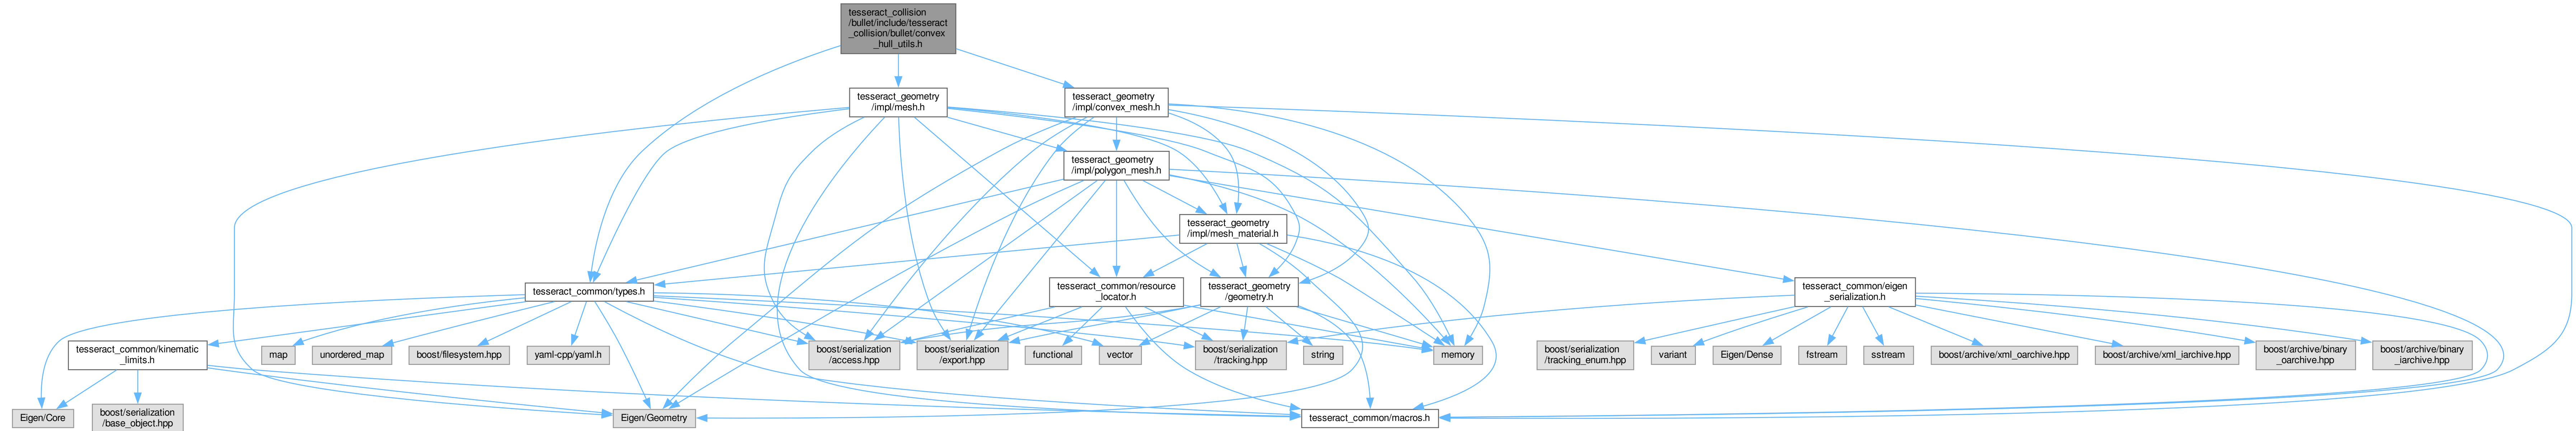 tesseract_collision
/bullet/include/tesseract
_collision/bullet/convex
_hull_utils.h
tesseract_geometry
/impl/mesh.h
tesseract_geometry
/impl/convex_mesh.h
tesseract_geometry
/impl/polygon_mesh.h
tesseract_geometry
/impl/mesh_material.h
tesseract_common/types.h
tesseract_common/resource
_locator.h
tesseract_geometry
/geometry.h
tesseract_common/eigen
_serialization.h
tesseract_common/kinematic
_limits.h
map
unordered_map
boost/filesystem.hpp
yaml-cpp/yaml.h
boost/serialization
/access.hpp
boost/serialization
/export.hpp
functional
vector
boost/serialization
/tracking.hpp
string
memory
boost/serialization
/tracking_enum.hpp
variant
Eigen/Dense
fstream
sstream
boost/archive/xml_oarchive.hpp
boost/archive/xml_iarchive.hpp
boost/archive/binary
_oarchive.hpp
boost/archive/binary
_iarchive.hpp
Eigen/Core
boost/serialization
/base_object.hpp
Eigen/Geometry
tesseract_common/macros.h